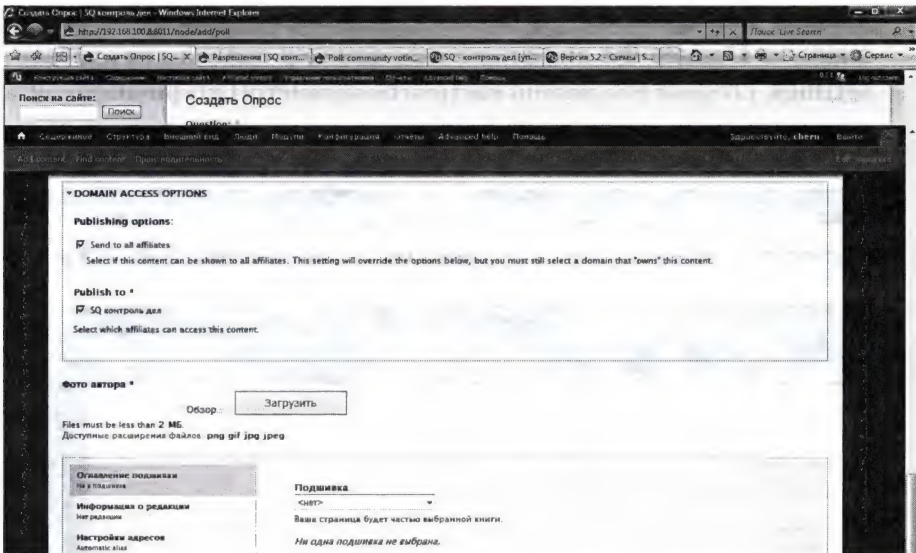 Создать Опрос | SQ контроль дел - Windows Internet Explorer
http://192.168.100.8:8011/node/add/poll
Поиск "Live Search"
Создать Опрос | SQ... Разрешения | SQ конт... Polk community votin... SQ - контроль дел [уп... Версия 5.2 - Схемы | S... Страница Сервис
Поиск на сайте:
Поиск
Создать Опрос
Question: *
Содержимое Структура Внешний вид Люди Модули Конфигурация Отчеты Advanced help Помощь Здравствуйте, chern Выйти
Add content Find content Производительность
DOMAIN ACCESS OPTIONS
Publishing options:
Send to all affiliates
Select if this content can be shown to all affiliates. This setting will override the options below, but you must still select a domain that "owns" this content.
Publish to *
SQ контроль дел
Select which affiliates can access this content.
Фото автора *
Обзор... Загрузить
Files must be less than 2 МБ.
Доступные расширения файлов: png gif jpg jpeg
Оглавление подшивки
Не в подшивке
Информация о редакции
Нет редакции
Настройки адресов
Automatic alias
Подшивка
<нет>
Ваша страница будет частью выбранной книги.
Ни одна подшивка не выбрана.